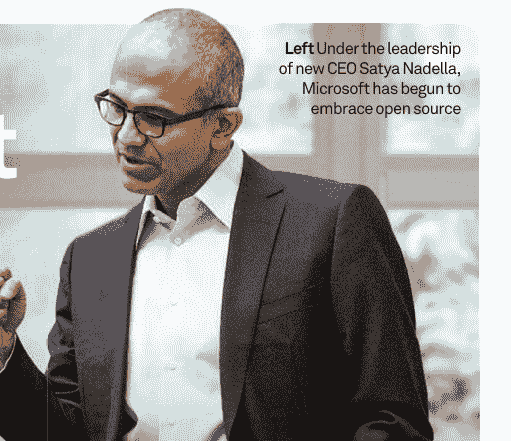 t
Left Under the leadership
of new CEO Satya Nadella,
Microsoft has begun to
embrace open source